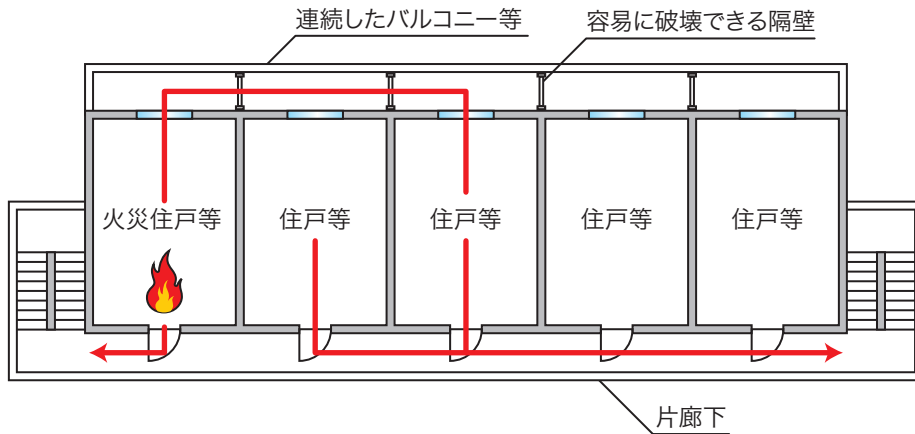 連続したバルコニー等
容易に破壊できる隔壁
火災住戸等
住戸等
住戸等
住戸等
住戸等
片廊下